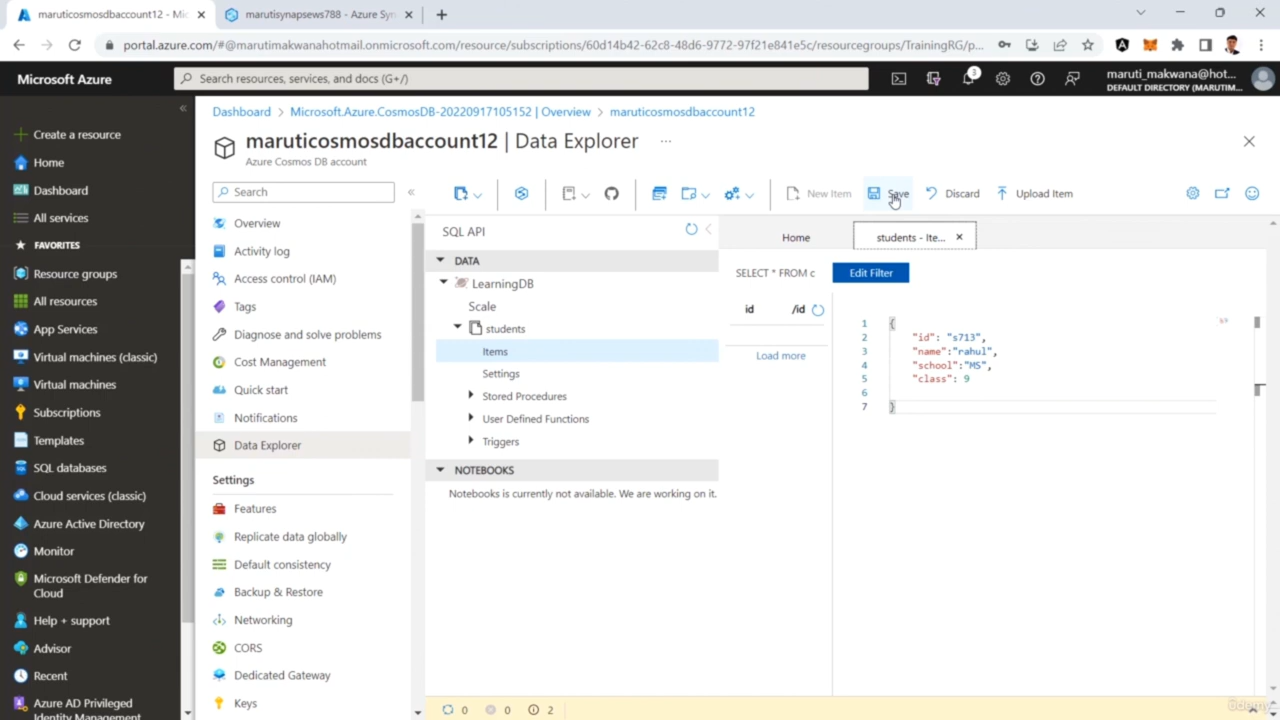 maruticosmosdbaccount12 - Mic
marutisynapsews788 - Azure Syn
portal.azure.com/#@marutimakwanahotmail.onmicrosoft.com/resource/subscriptions/60d14b42-62c8-48d6-9772-97f21e841e5c/resourcegroups/TrainingRG/p...
Microsoft Azure
Search resources, services, and docs (G+/)
3
maruti_makwana@hot...
DEFAULT DIRECTORY (MARUTIM...
Dashboard > Microsoft.Azure.CosmosDB-20220917105152 | Overview > maruticosmosdbaccount12
maruticosmosdbaccount12 | Data Explorer ...
Azure Cosmos DB account
Create a resource
Home
Dashboard
All services
FAVORITES
Resource groups
All resources
App Services
Virtual machines (classic)
Virtual machines
Subscriptions
Templates
SQL databases
Cloud services (classic)
Azure Active Directory
Monitor
Microsoft Defender for
Cloud
Help + support
Advisor
Recent
Azure AD Privileged
Identity Management
Search
Overview
Activity log
Access control (IAM)
Tags
Diagnose and solve problems
Cost Management
Quick start
Notifications
Data Explorer
Settings
Features
Replicate data globally
Default consistency
Backup & Restore
Networking
CORS
Dedicated Gateway
Keys
New Item
Save
Discard
Upload Item
SQL API
DATA
LearningDB
Scale
students
Items
Settings
Stored Procedures
User Defined Functions
Triggers
NOTEBOOKS
Notebooks is currently not available. We are working on it.
Home
students - Ite...
SELECT * FROM c
Edit Filter
id /id
Load more
1 {
2 "id": "s713",
3 "name":"rahul",
4 "school":"MS",
5 "class": 9
6
7 }
0 0 2
udemy